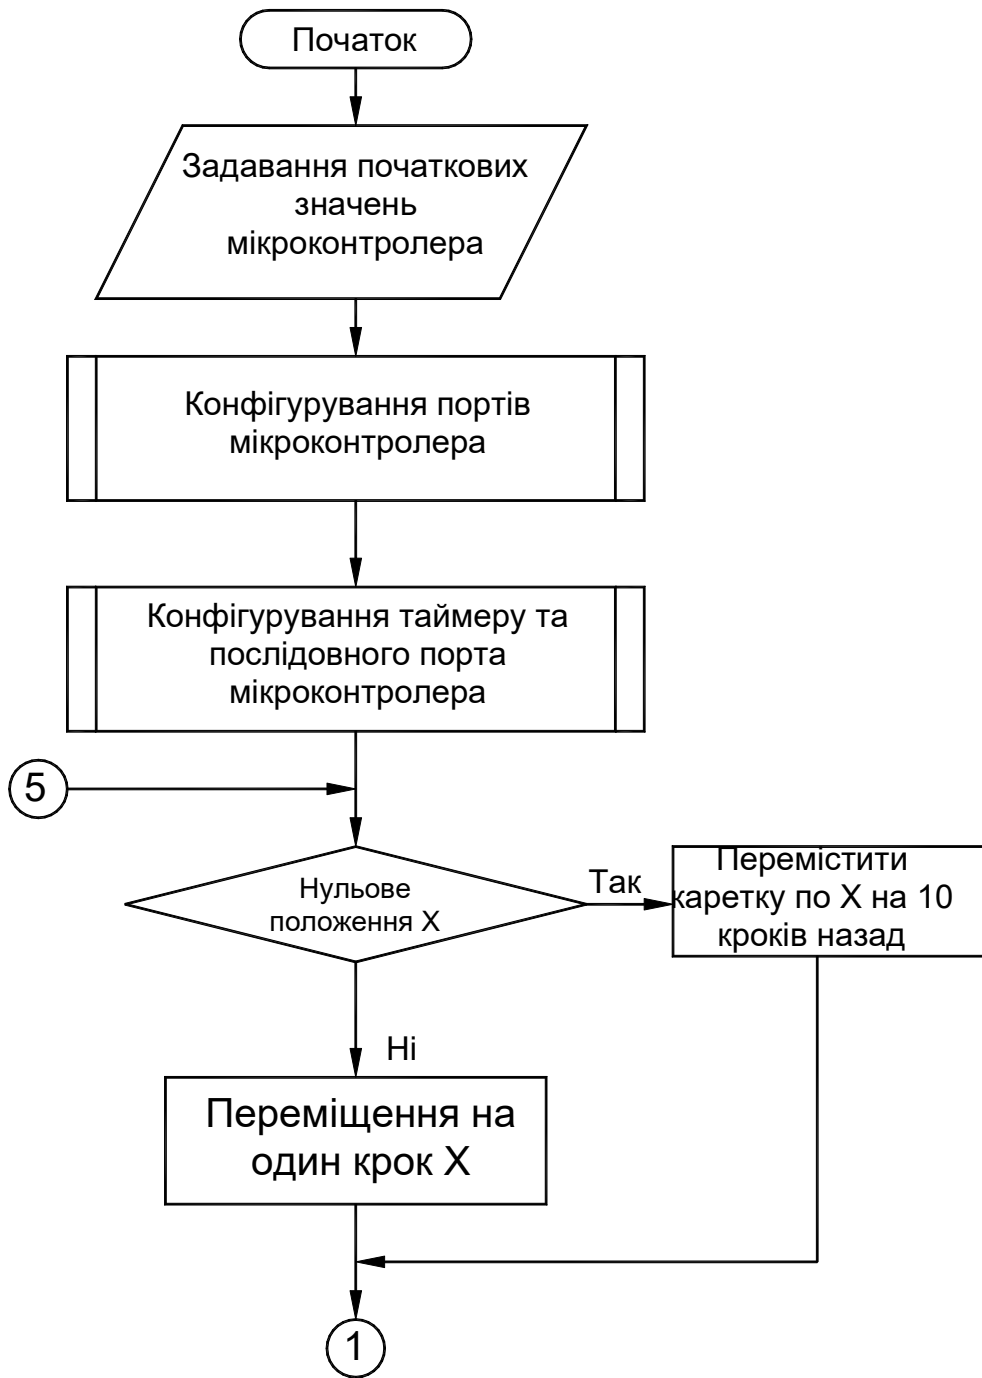 Початок
Задавання початкових
значень
мікроконтролера
Конфігурування портів
мікроконтролера
Конфігурування таймеру та
послідовного порта
мікроконтролера
5
Нульове
положення X
Так
Перемістити
каретку по X на 10
кроків назад
Ні
Переміщення на
один крок X
1